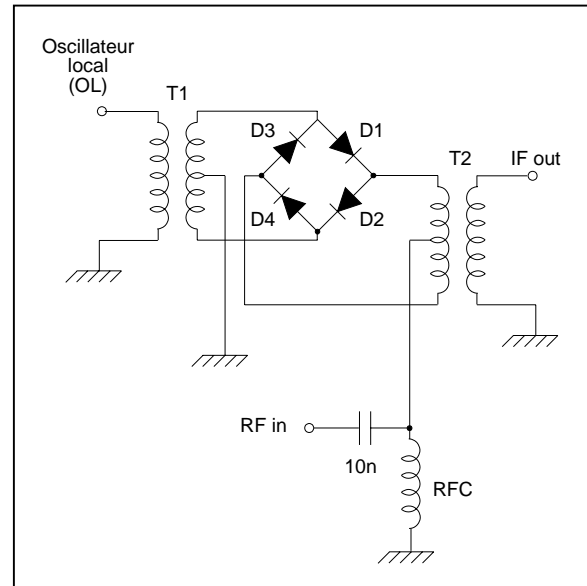 Oscillateur
local
(OL)
T1
D3
D1
T2
IF out
D4
D2
RF in
10n
RFC